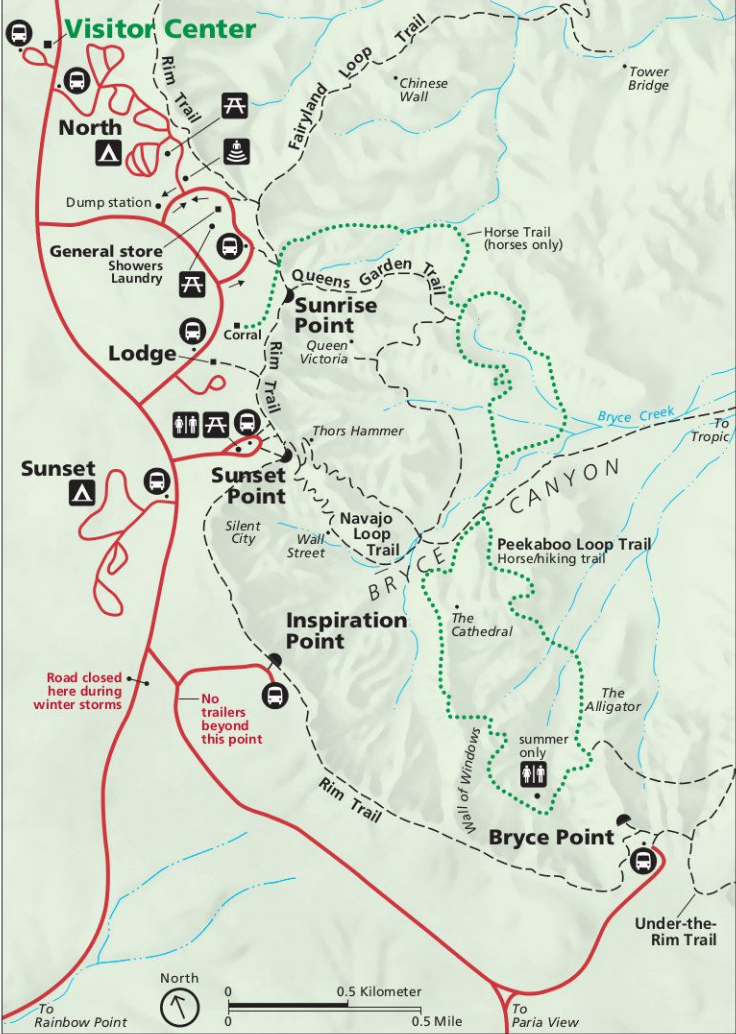 Visitor Center
Rim Trail
Fairyland Loop Trail
Chinese
Wall
Tower
Bridge
North
Dump station
General store
Showers
Laundry
Horse Trail
(horses only)
Queens Garden Trail
Sunrise
Point
Corral
Queen
Victoria
Lodge
Rim Trail
Bryce Creek
To
Tropic
Thors Hammer
Sunset
Point
Sunset
Silent
City
Wall
Street
Navajo
Loop
Trail
BRYCE CANYON
Peekaboo Loop Trail
Horse/hiking trail
The
Cathedral
Inspiration
Point
Road closed
here during
winter storms
No
trailers
beyond
this point
The
Alligator
summer
only
Wall of Windows
Rim Trail
Bryce Point
Under-the-
Rim Trail
North
0
0.5 Kilometer
0
0.5 Mile
To
Rainbow Point
To
Paria View